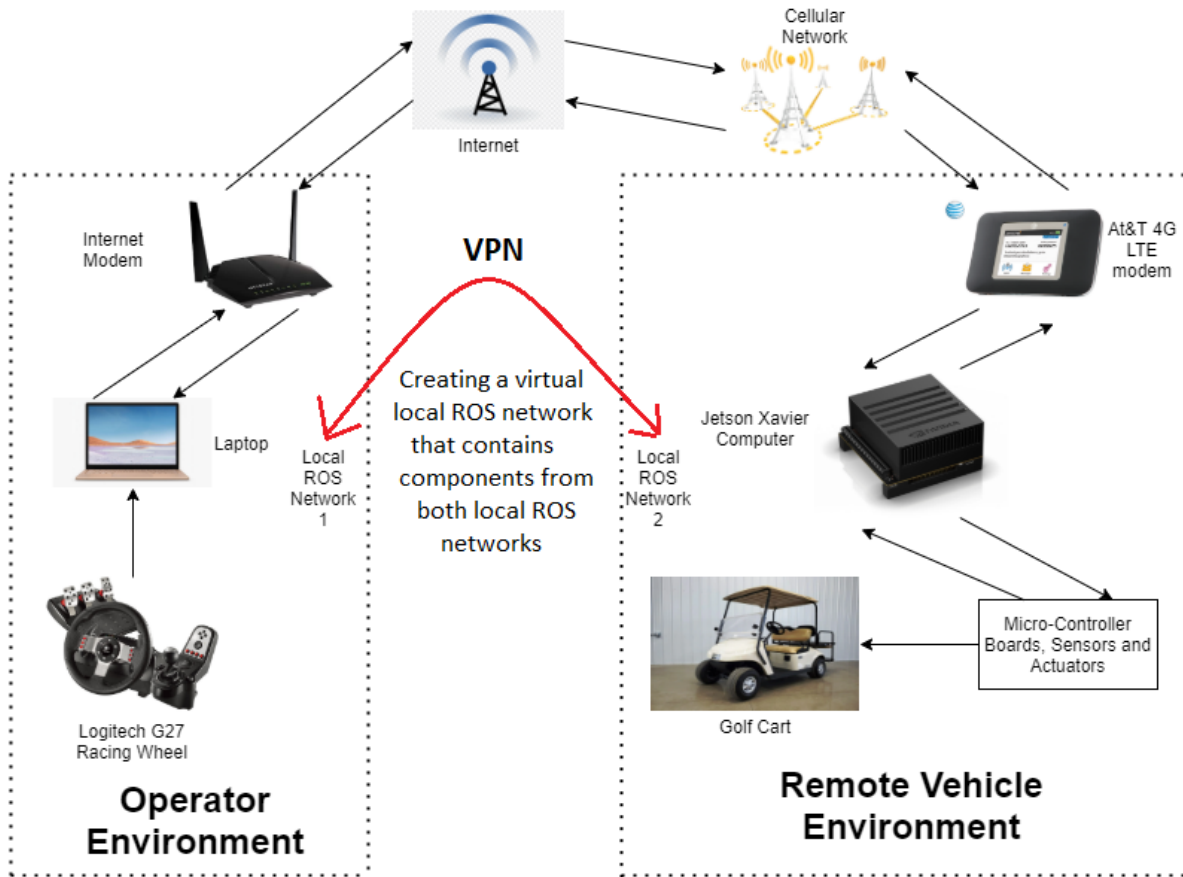 Cellular
Network
Internet
Internet
Modem
VPN
At&T 4G
LTE
modem
Creating a virtual
local ROS network
that contains
components from
both local ROS
networks
Laptop
Local
ROS
Network
1
Local
ROS
Network
2
Jetson Xavier
Computer
Micro-Controller
Boards, Sensors and
Actuators
Logitech G27
Racing Wheel
Golf Cart
Operator
Environment
Remote Vehicle
Environment